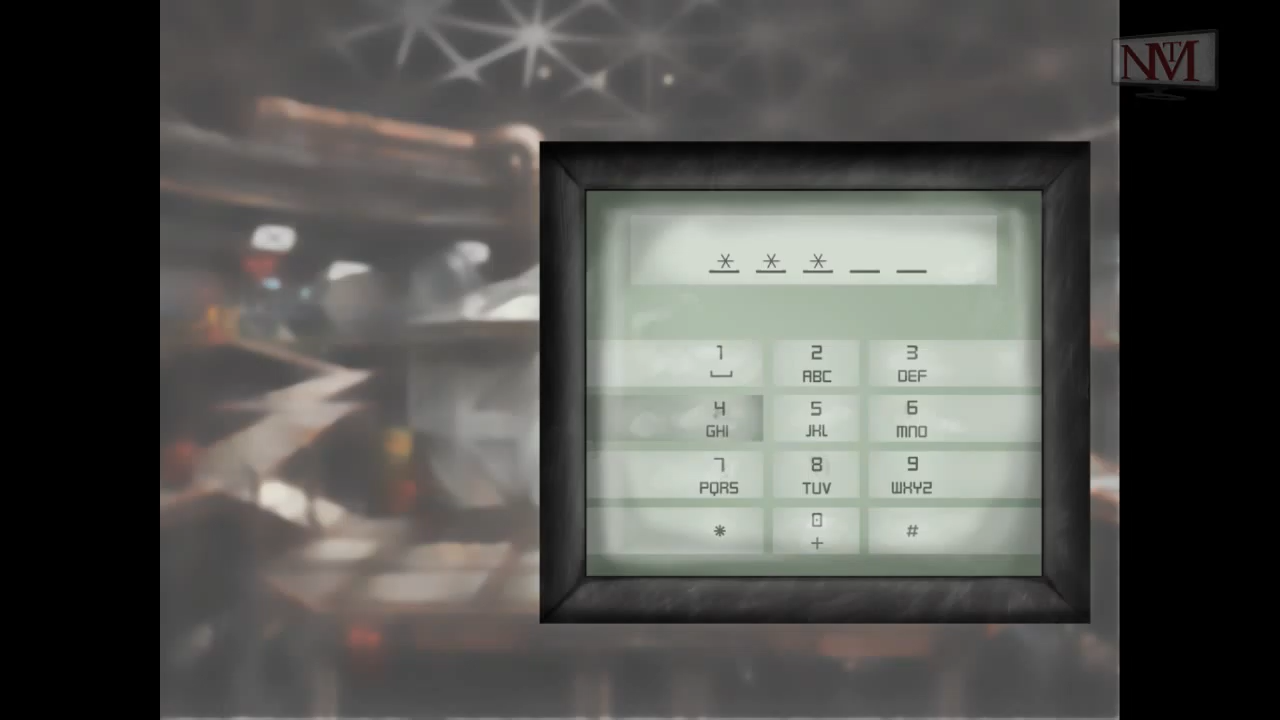 NTM
* * * _ _
1 2 3
⎵ ABC DEF
4 5 6
GHI JKL MNO
7 8 9
PQRS TUV WXYZ
* 0 #
+